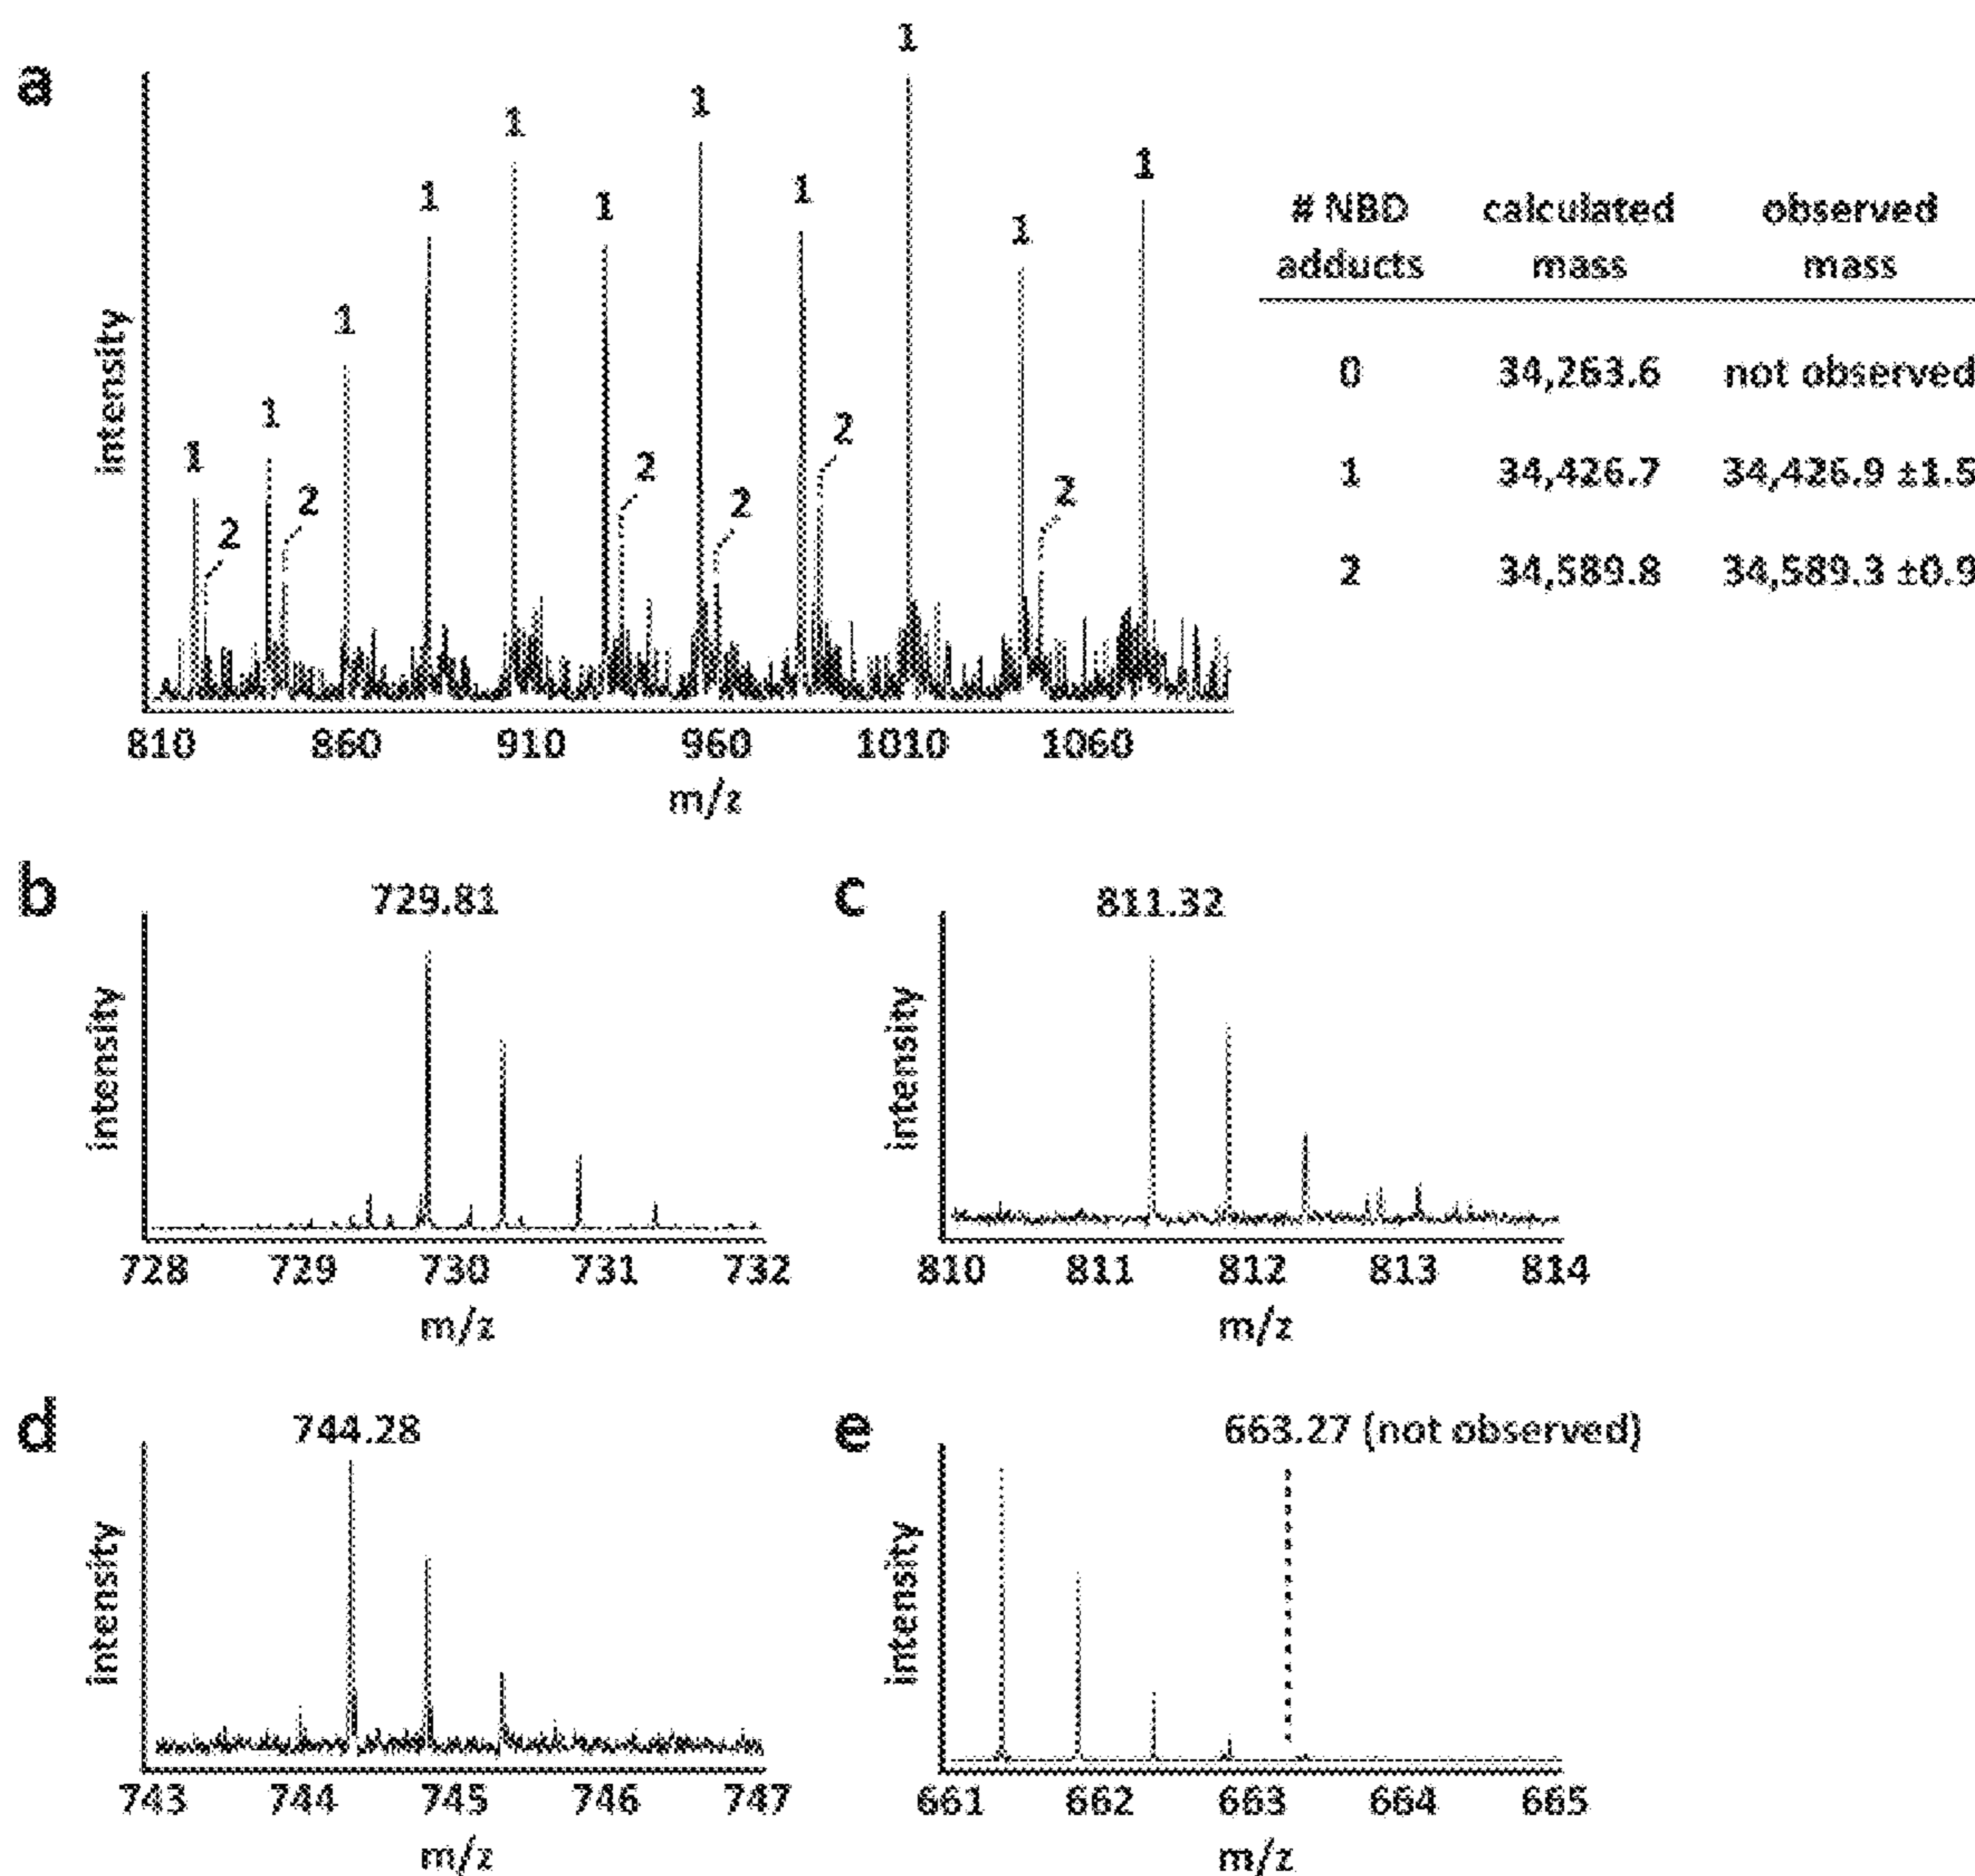 a
1
1
1
1
1
1
1
1
1
1
1
2
2
2
2
2
2
intensity
810 860 910 960 1010 1060
m/z
# NBD adducts calculated mass observed mass
0 34,263.6 not observed
1 34,426.7 34,426.9 ±1.5
2 34,589.8 34,589.3 ±0.9
b
729.81
intensity
728 729 730 731 732
m/z
c
811.32
intensity
810 811 812 813 814
m/z
d
744.28
intensity
743 744 745 746 747
m/z
e
663.27 (not observed)
intensity
661 662 663 664 665
m/z